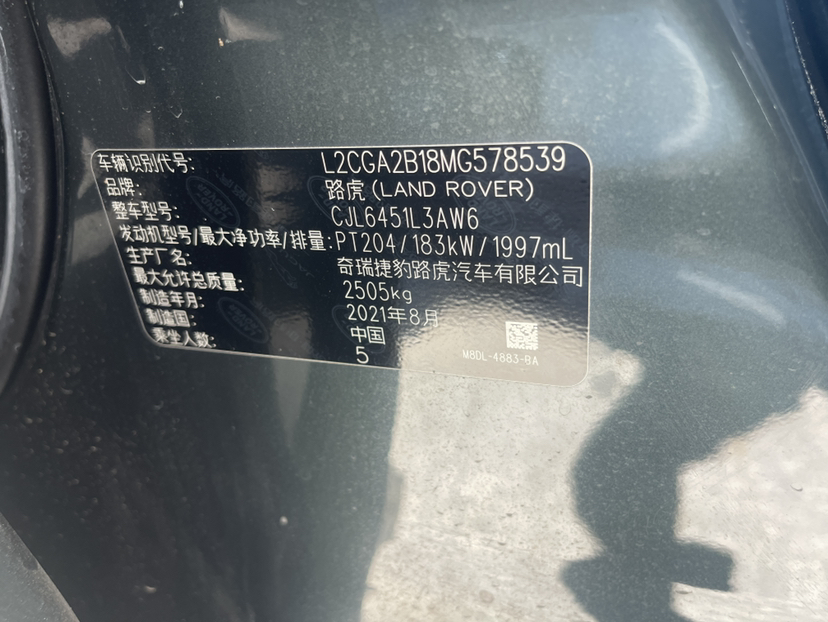 车辆识别代号: L2CGA2B18MG578539
品牌: 路虎(LAND ROVER)
整车型号: CJL6451L3AW6
发动机型号/最大净功率/排量: PT204/183kW/1997mL
生产厂名: 奇瑞捷豹路虎汽车有限公司
最大允许总质量: 2505kg
制造年月: 2021年8月
制造国: 中国
乘坐人数: 5
M8DL-4883-BA